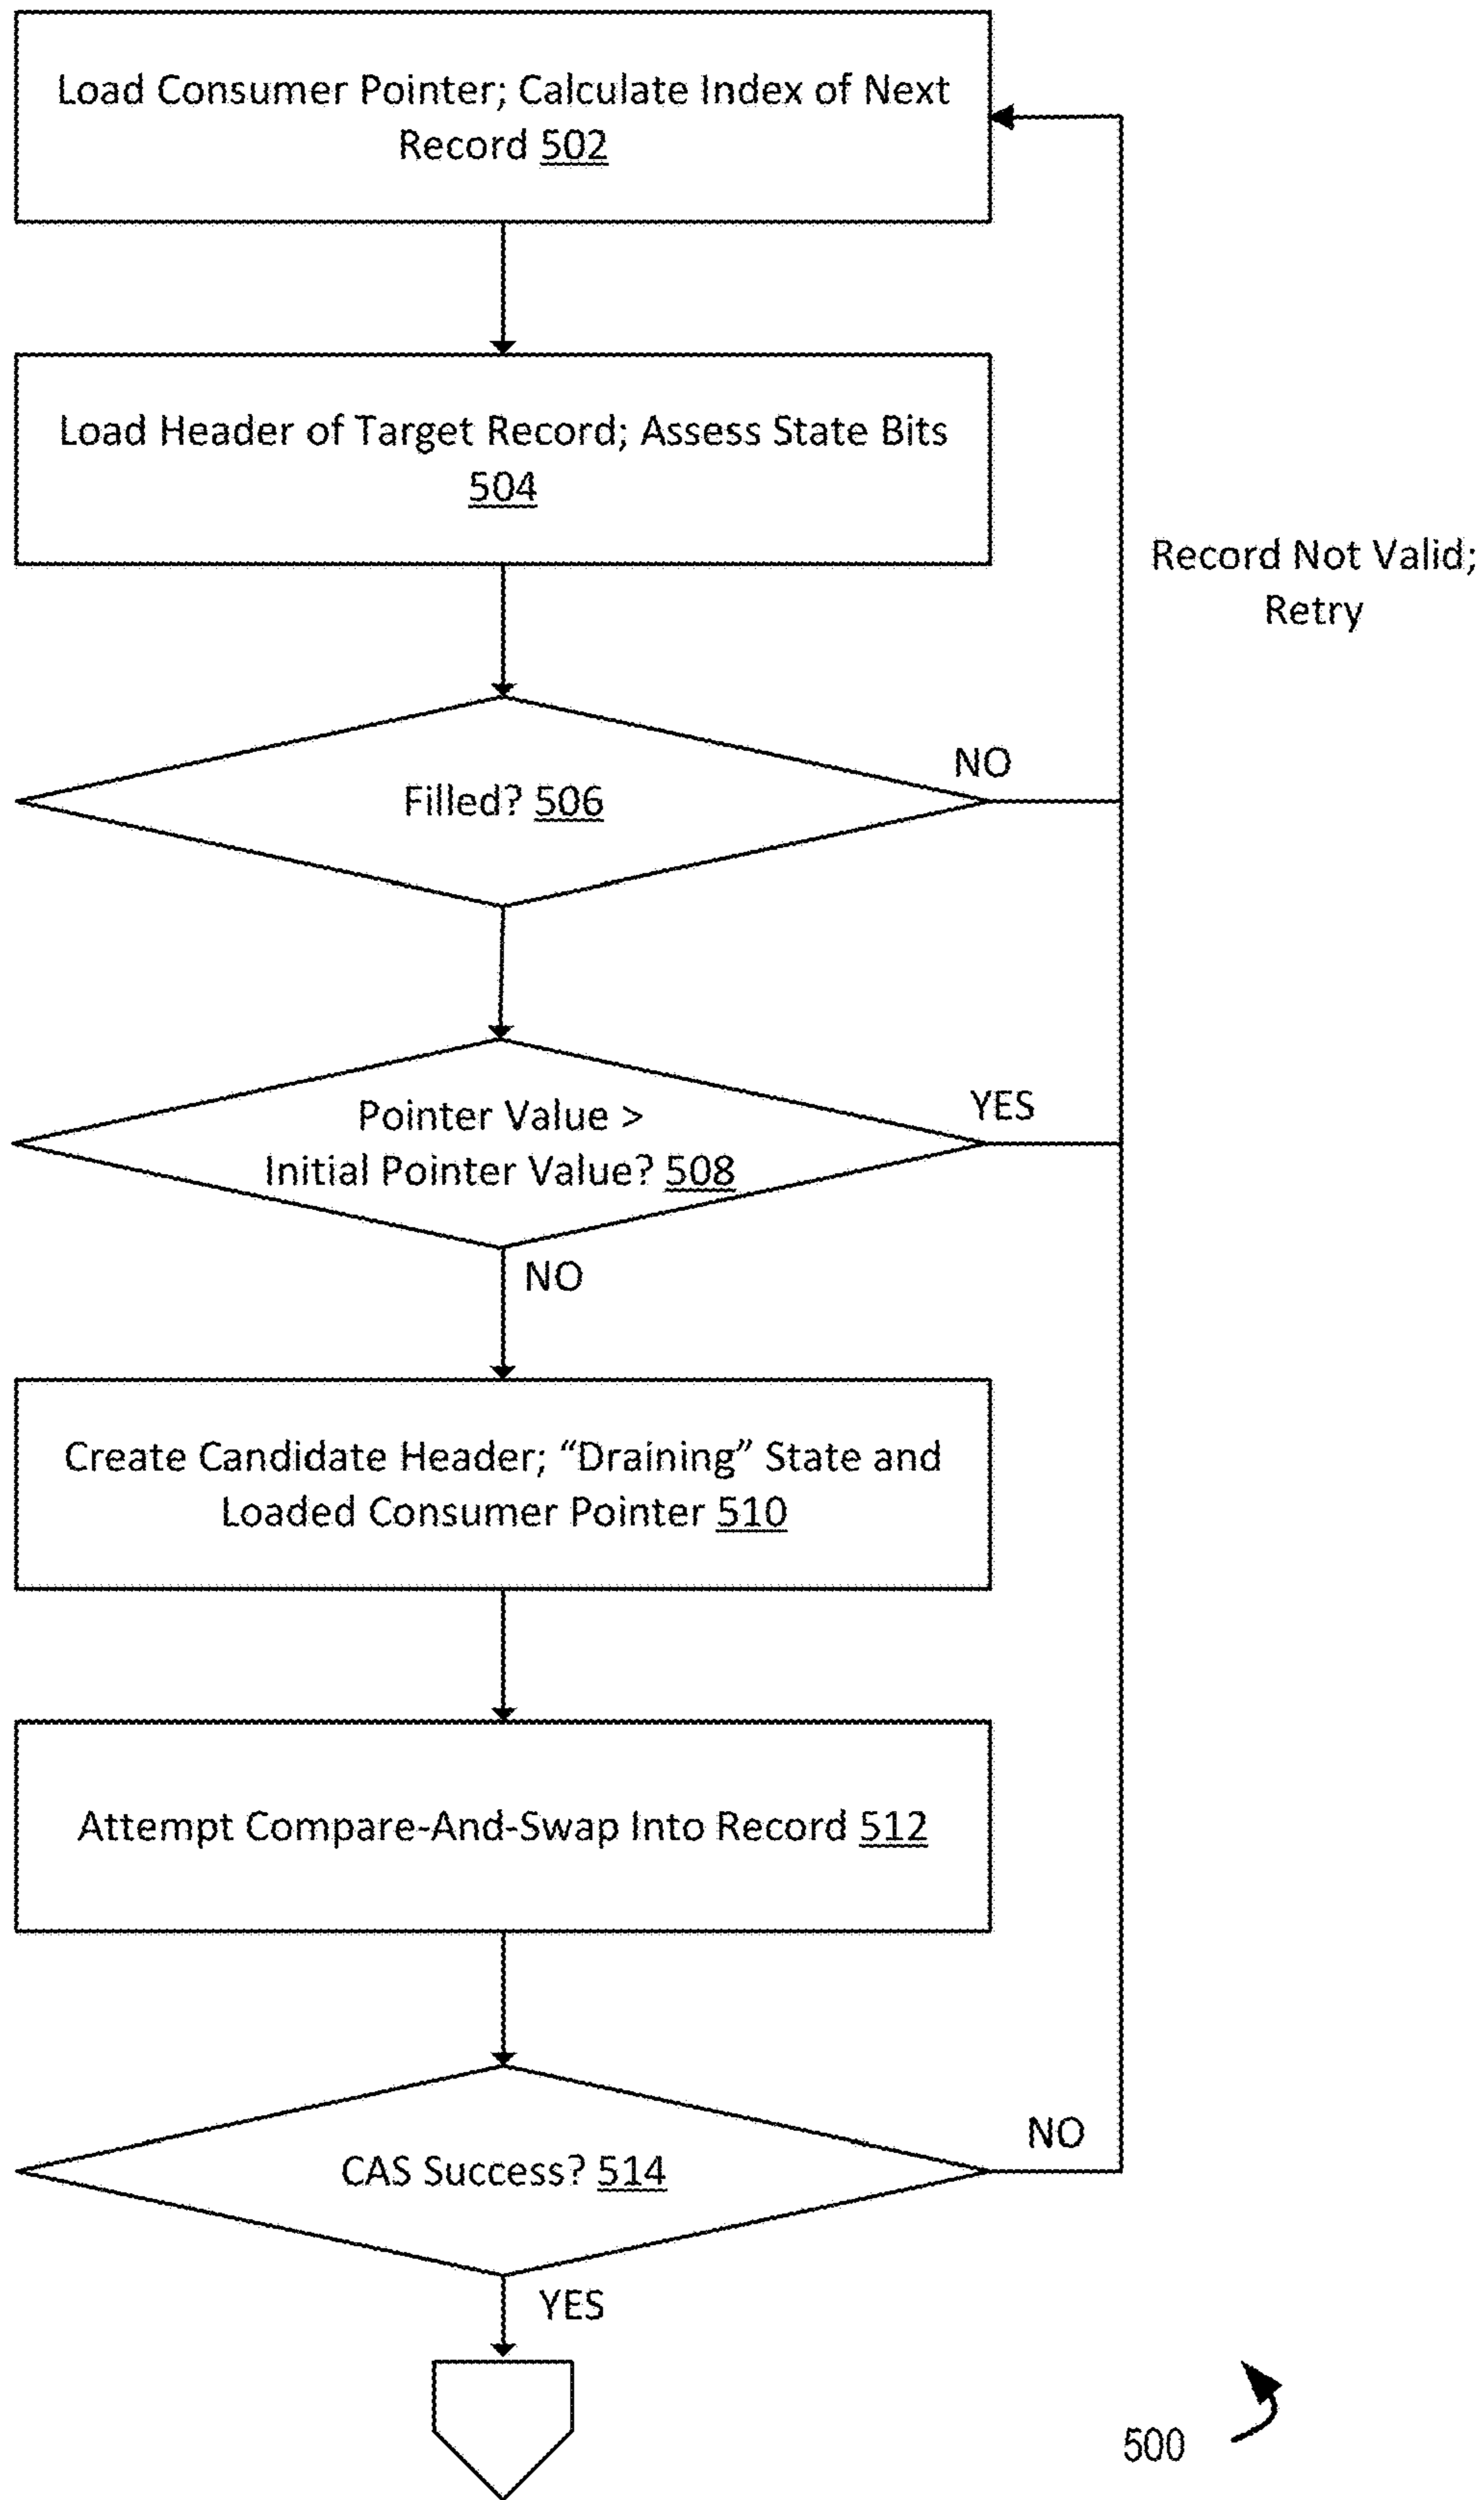 Load Consumer Pointer; Calculate Index of Next
Record 502
Load Header of Target Record; Assess State Bits
504
Record Not Valid;
Retry
NO
Filled? 506
YES
Pointer Value >
Initial Pointer Value? 508
NO
Create Candidate Header; “Draining” State and
Loaded Consumer Pointer 510
Attempt Compare-And-Swap Into Record 512
NO
CAS Success? 514
YES
500